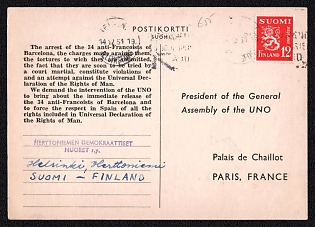 POSTIKORTTI
SUOMI
FINLAND 12
The arrest of the 34 anti-Francoists of
Barcelona, the charges made against them,
the tortures to wich they are submitted,
the fact that they are soon to be tried by
a court martial, constitute violations of
and an attempt against the Universal Dec-
laration of the Rights of Man.
We demand the intervention of the UNO
to bring about the immediate release of
the 34 anti-Francoists of Barcelona and
to force the respect in Spain of all the
rights included in Universal Declaration
of the Rights of Man.
HERTTONIEMEN DEMOKRAATTISET
NUORET r.y.
Helsinki, Herttoniemi
SUOMI - FINLAND
President of the General
Assembly of the UNO
Palais de Chaillot
PARIS, FRANCE